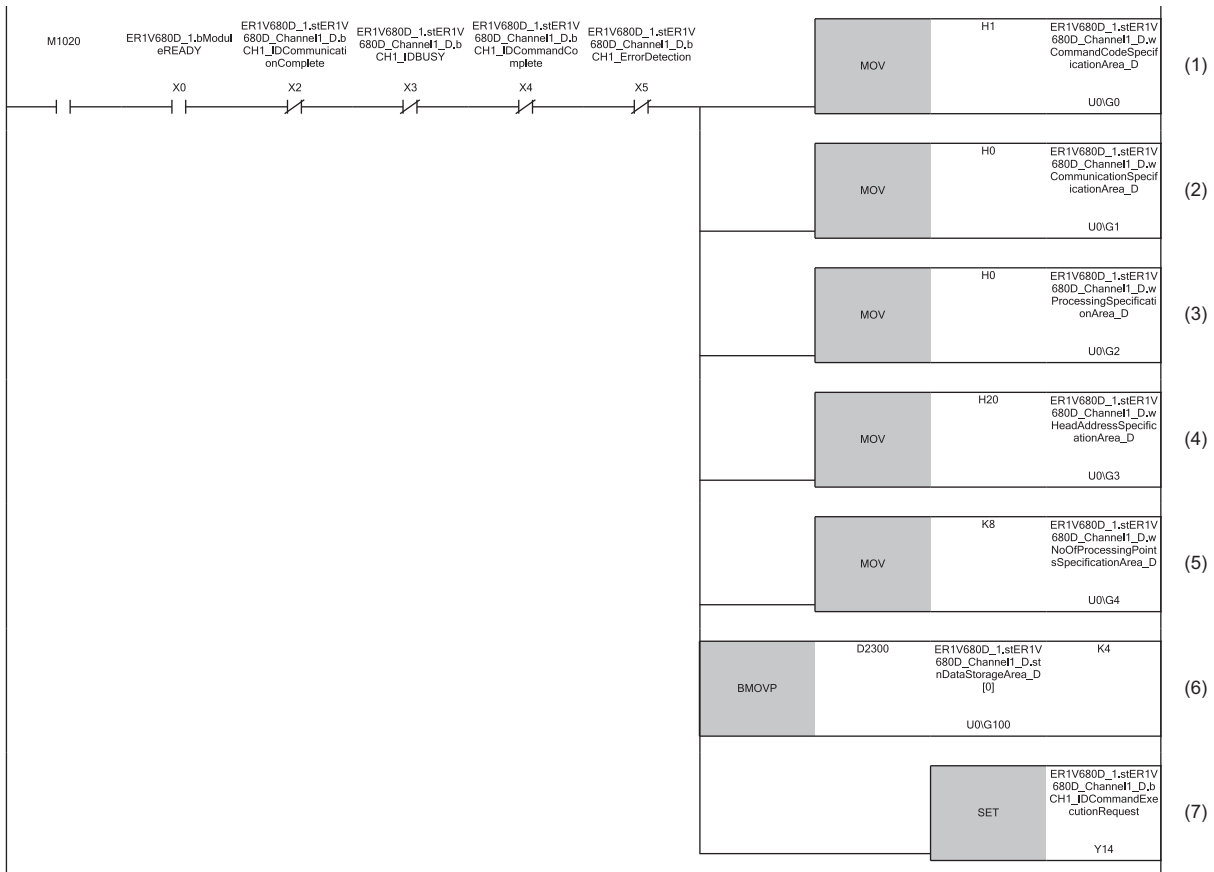 M1020
ER1V680D_1.bModul
eREADY
X0
ER1V680D_1.stER1V
680D_Channel1_D.b
CH1_IDCommunicati
onComplete
X2
ER1V680D_1.stER1V
680D_Channel1_D.b
CH1_IDBUSY
X3
ER1V680D_1.stER1V
680D_Channel1_D.b
CH1_IDCommandCo
mplete
X4
ER1V680D_1.stER1V
680D_Channel1_D.b
CH1_ErrorDetection
X5
MOV
H1
ER1V680D_1.stER1V
680D_Channel1_D.w
CommandCodeSpecif
icationArea_D
U0\G0
(1)
MOV
H0
ER1V680D_1.stER1V
680D_Channel1_D.w
CommunicationSpecif
icationArea_D
U0\G1
(2)
MOV
H0
ER1V680D_1.stER1V
680D_Channel1_D.w
ProcessingSpecificati
onArea_D
U0\G2
(3)
MOV
H20
ER1V680D_1.stER1V
680D_Channel1_D.w
HeadAddressSpecific
ationArea_D
U0\G3
(4)
MOV
K8
ER1V680D_1.stER1V
680D_Channel1_D.w
NoOfProcessingPoint
sSpecificationArea_D
U0\G4
(5)
BMOVP
D2300
ER1V680D_1.stER1V
680D_Channel1_D.st
nDataStorageArea_D
[0]
U0\G100
K4
(6)
SET
ER1V680D_1.stER1V
680D_Channel1_D.b
CH1_IDCommandExe
cutionRequest
Y14
(7)